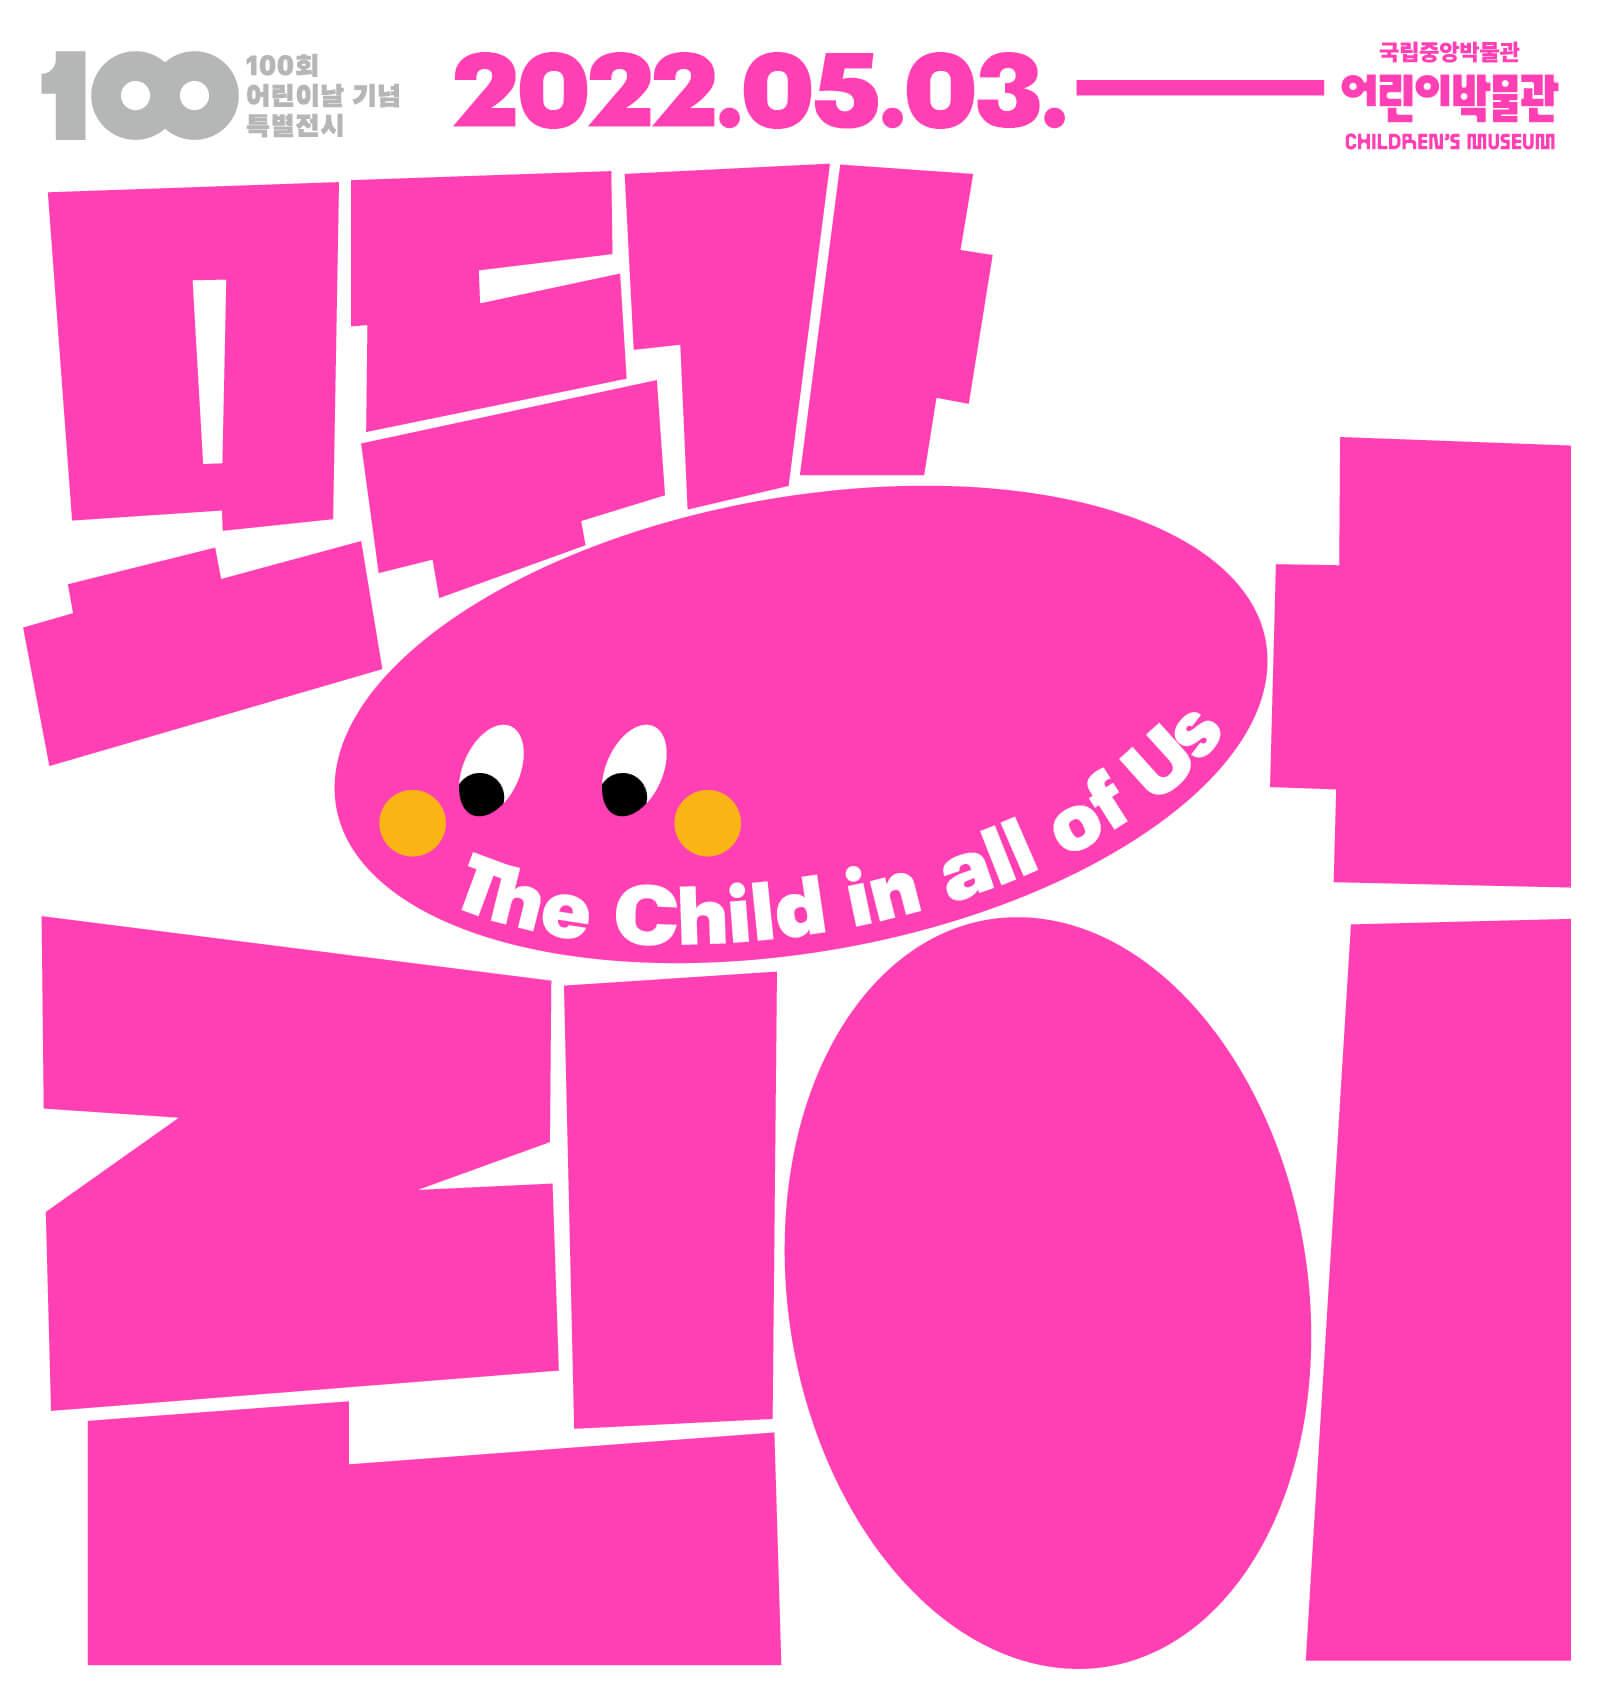 100
100회
어린이날 기념
특별전시
2022.05.03.
국립중앙박물관
어린이박물관
CHILDREN'S MUSEUM
모두가
어
The Child in all of Us
린이